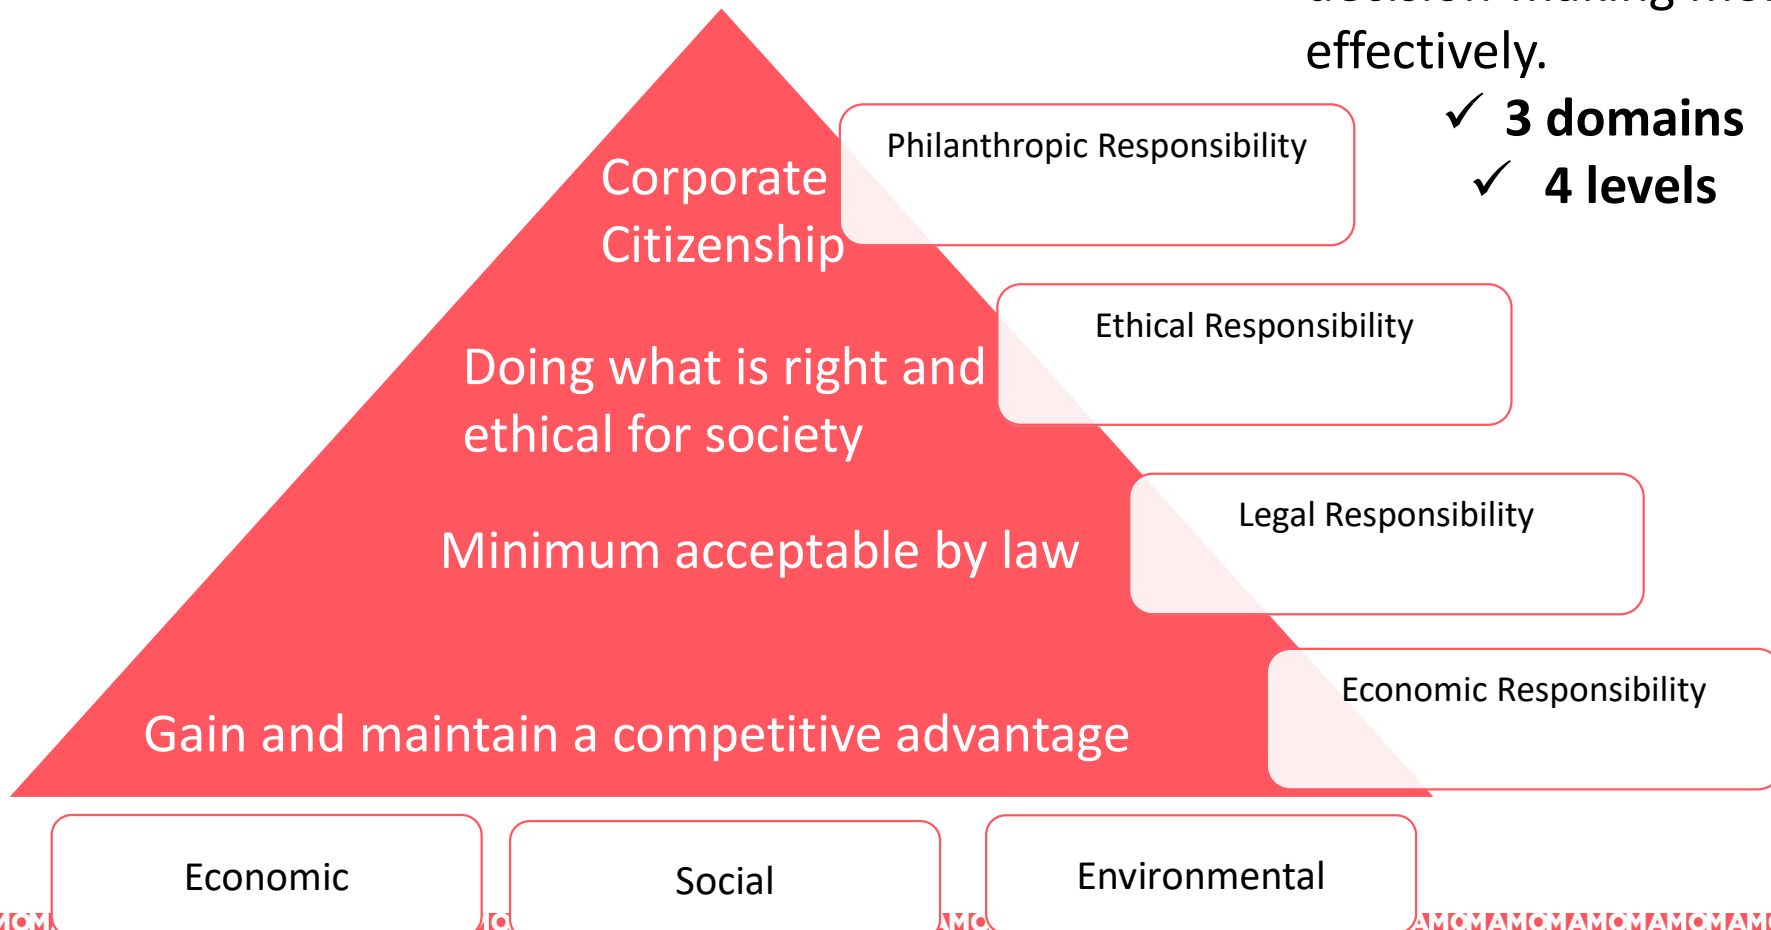 effectively.
✓ 3 domains
✓ 4 levels
Philanthropic Responsibility
Corporate
Citizenship
Ethical Responsibility
Doing what is right and
ethical for society
Legal Responsibility
Minimum acceptable by law
Economic Responsibility
Gain and maintain a competitive advantage
Economic
Social
Environmental